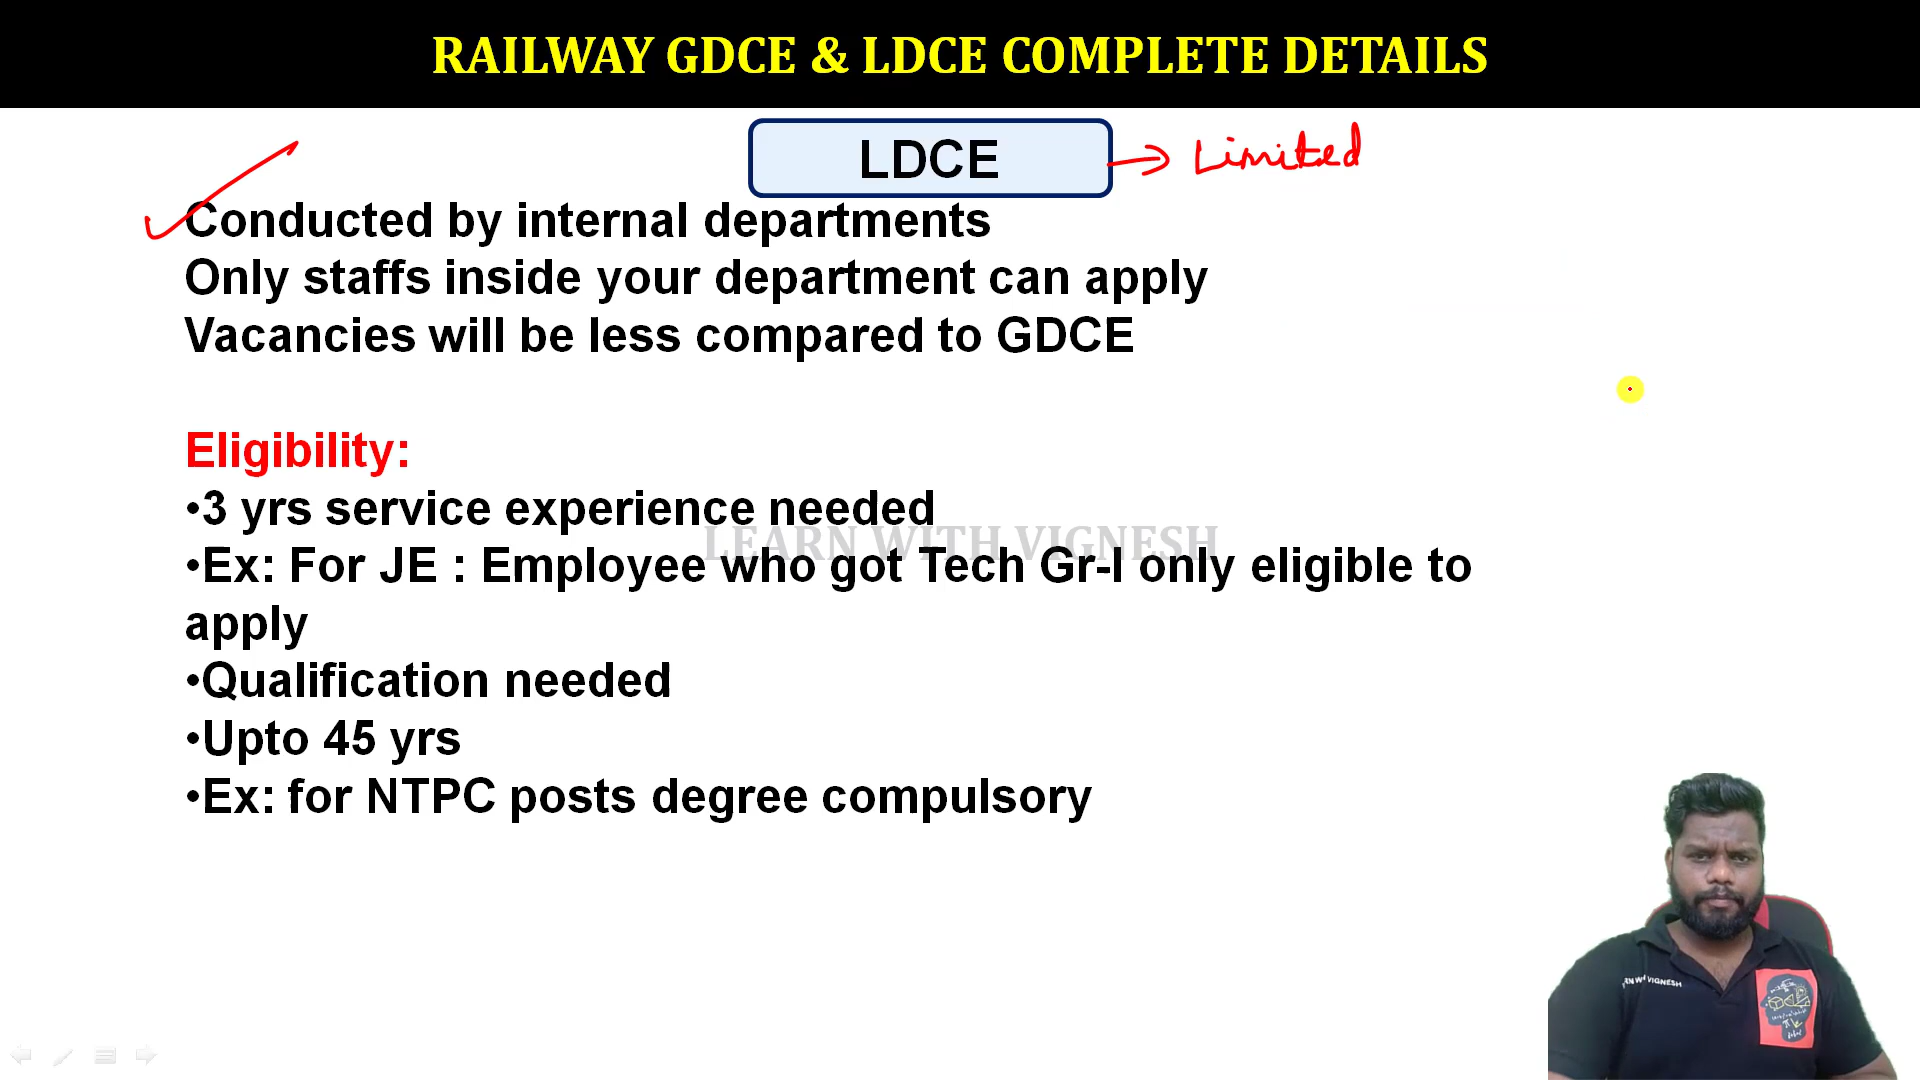 RAILWAY GDCE & LDCE COMPLETE DETAILS
LDCE → Limited
Conducted by internal departments
Only staffs inside your department can apply
Vacancies will be less compared to GDCE
Eligibility:
•3 yrs service experience needed
LEARN WITH VIGNESH
•Ex: For JE : Employee who got Tech Gr-I only eligible to
apply
•Qualification needed
•Upto 45 yrs
•Ex: for NTPC posts degree compulsory
VIGNESH